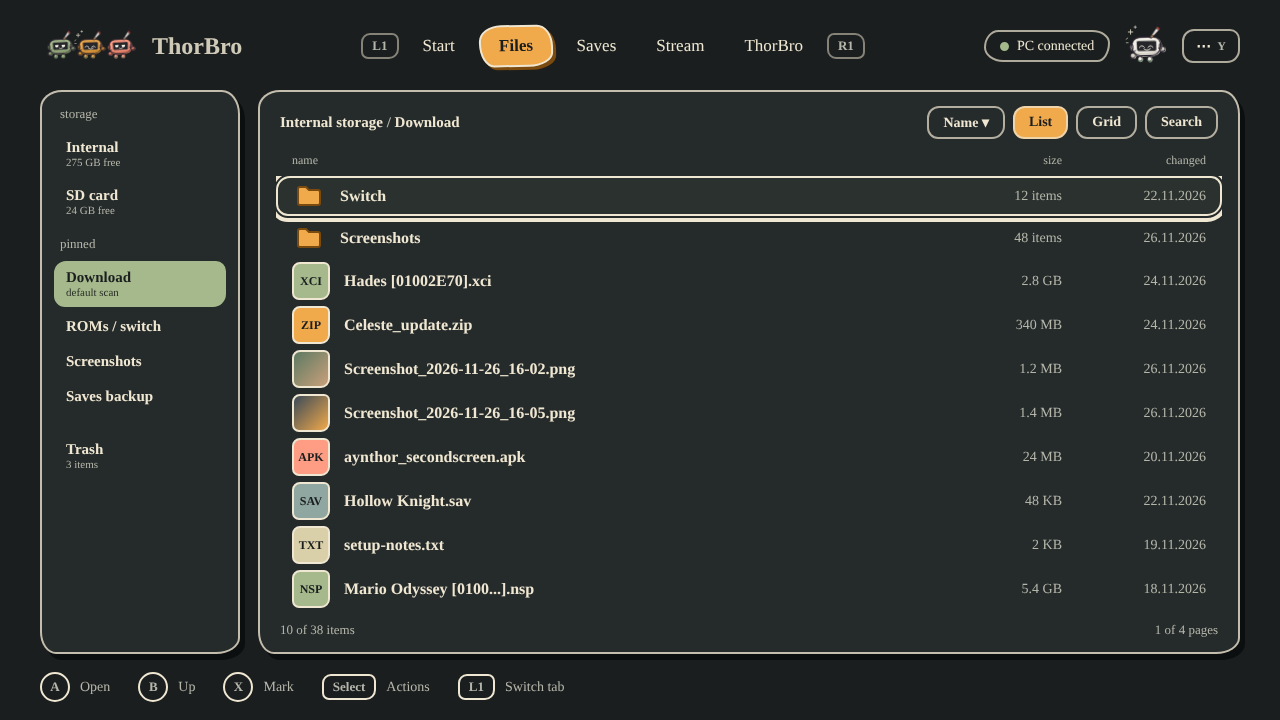 ThorBro
L1 Start Files Saves Stream ThorBro R1
PC connected
··· Y
storage
Internal
275 GB free
SD card
24 GB free
pinned
Download
default scan
ROMs / switch
Screenshots
Saves backup
Trash
3 items
Internal storage / Download
Name ▾ List Grid Search
name size changed
Switch 12 items 22.11.2026
Screenshots 48 items 26.11.2026
XCI Hades [01002E70].xci 2.8 GB 24.11.2026
ZIP Celeste_update.zip 340 MB 24.11.2026
Screenshot_2026-11-26_16-02.png 1.2 MB 26.11.2026
Screenshot_2026-11-26_16-05.png 1.4 MB 26.11.2026
APK aynthor_secondscreen.apk 24 MB 20.11.2026
SAV Hollow Knight.sav 48 KB 22.11.2026
TXT setup-notes.txt 2 KB 19.11.2026
NSP Mario Odyssey [0100...].nsp 5.4 GB 18.11.2026
10 of 38 items 1 of 4 pages
A Open B Up X Mark Select Actions L1 Switch tab